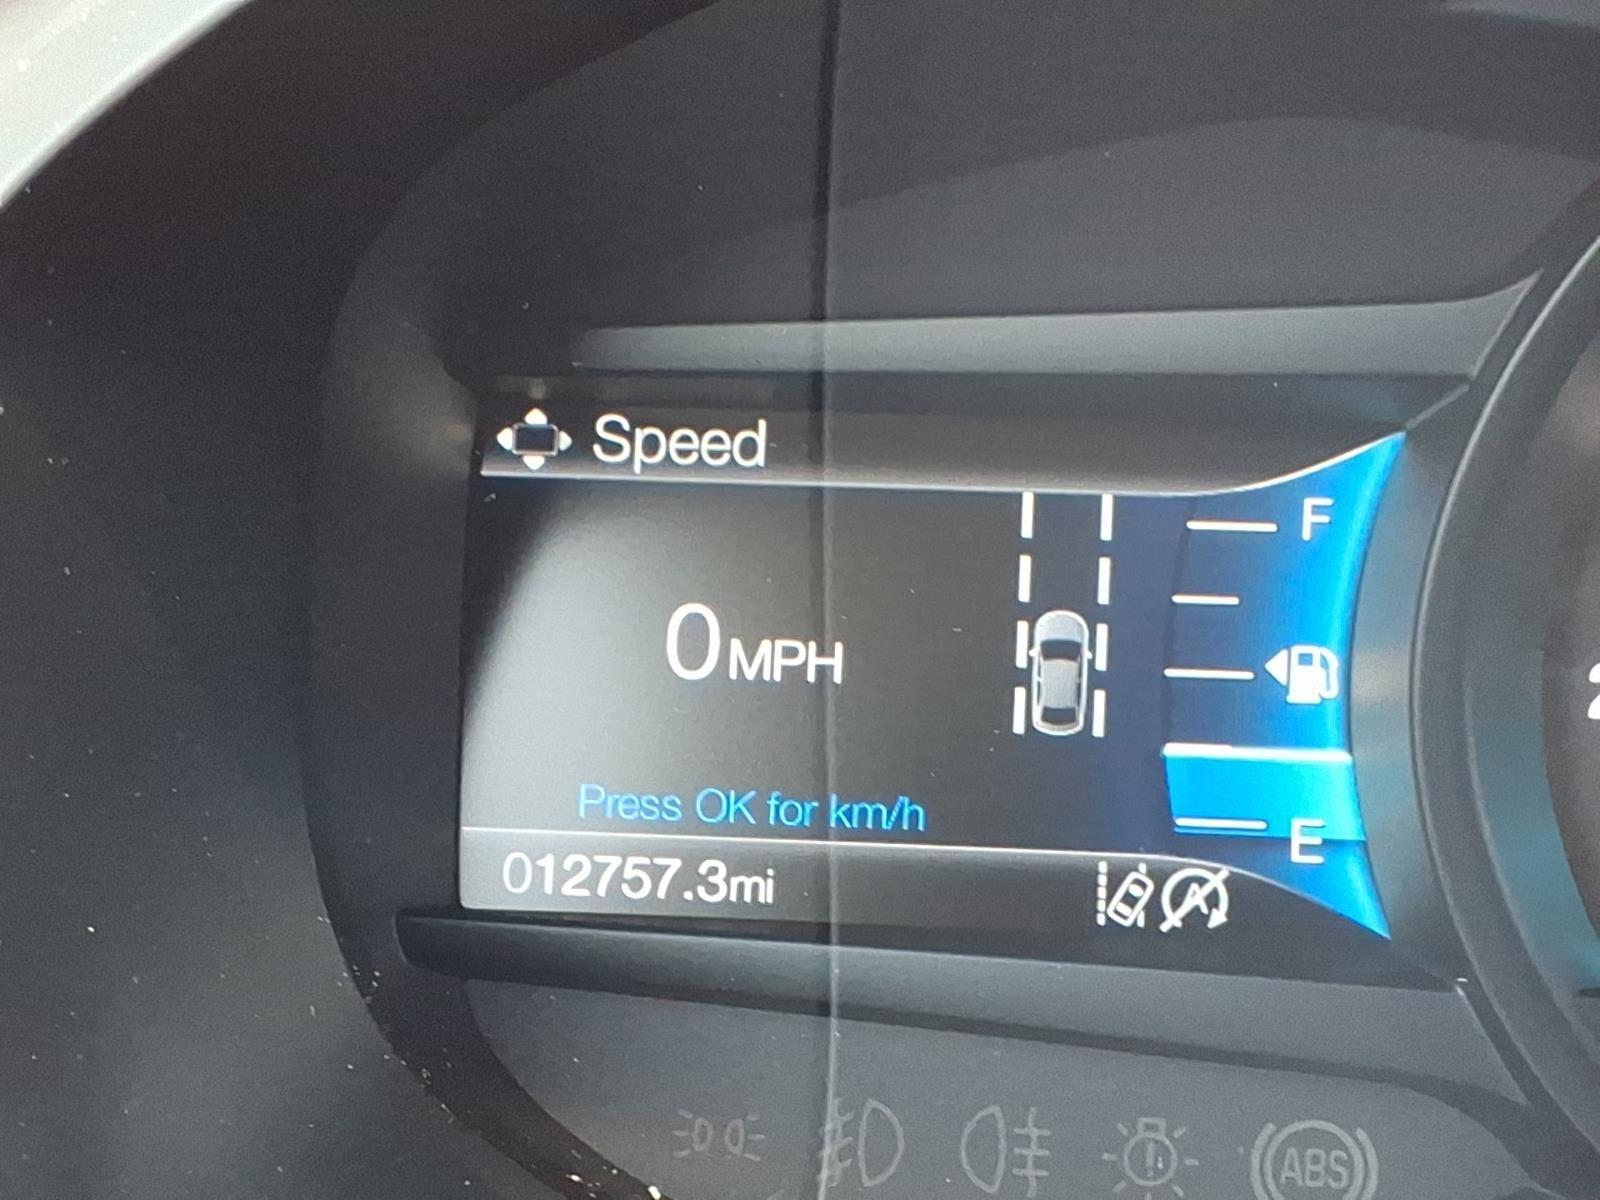 Speed
F
0 MPH
Press OK for km/h
E
012757.3mi
ABS